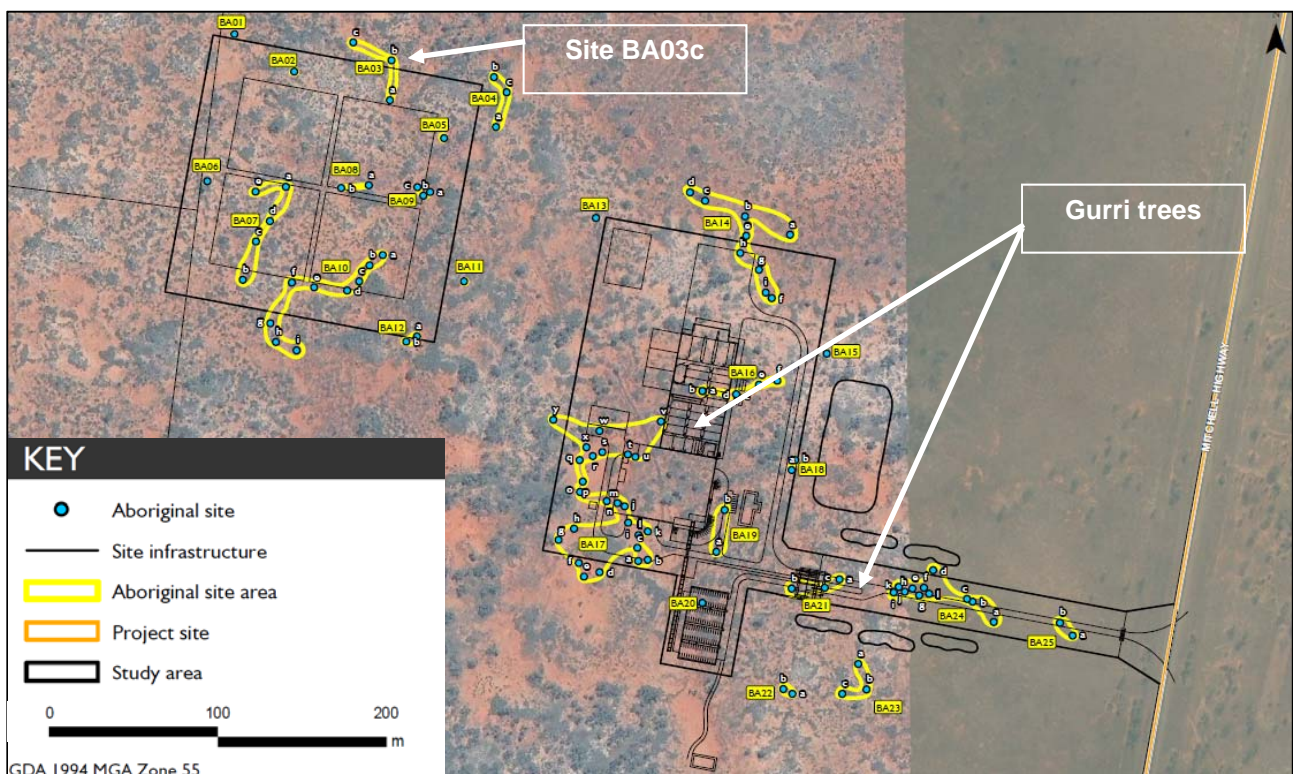 BA01
c
b
BA02
BA03
a
Site BA03c
b
c
BA04
a
BA05
BA06
BA08
a
b
c
b
a
BA09
e
a
d
BA07
c
b
BA10
b
a
c
d
f
e
g
h
i
BA11
BA12
a
b
BA13
d
c
b
BA14
a
e
h
g
i
f
Gurri trees
BA15
BA16
b
a
d
e
f
y
w
v
x
s
t
q
r
u
o
p
m
j
n
h
l
k
i
g
BA17
c
a
b
f
e
d
a
b
BA18
b
BA19
a
BA20
b
c
a
BA21
k
h
e
f
d
i
j
g
l
c
b
BA24
a
b
a
BA25
BA22
b
a
a
c
b
BA23
MITCHELL HIGHWAY
KEY
Aboriginal site
Site infrastructure
Aboriginal site area
Project site
Study area
0 100 200
m
GDA 1994 MGA Zone 55